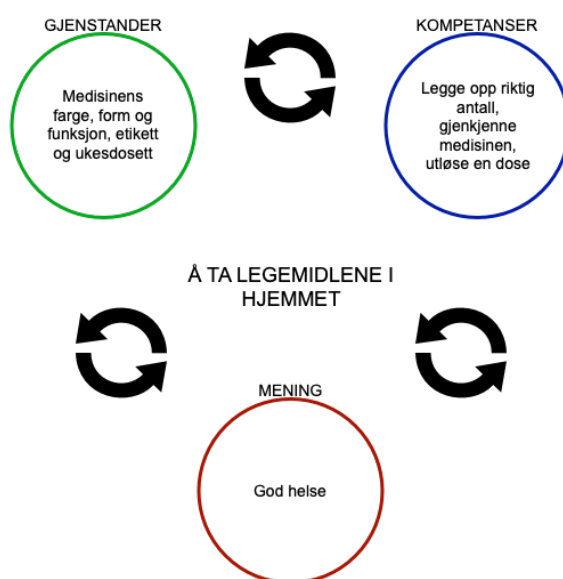 GJENSTANDER
Medisinens
farge, form og
funksjon, etikett
og ukesdosett
KOMPETANSER
Legge opp riktig
antall,
gjenkjenne
medisinen,
utløse en dose
Å TA LEGEMIDLENE I
HJEMMET
MENING
God helse